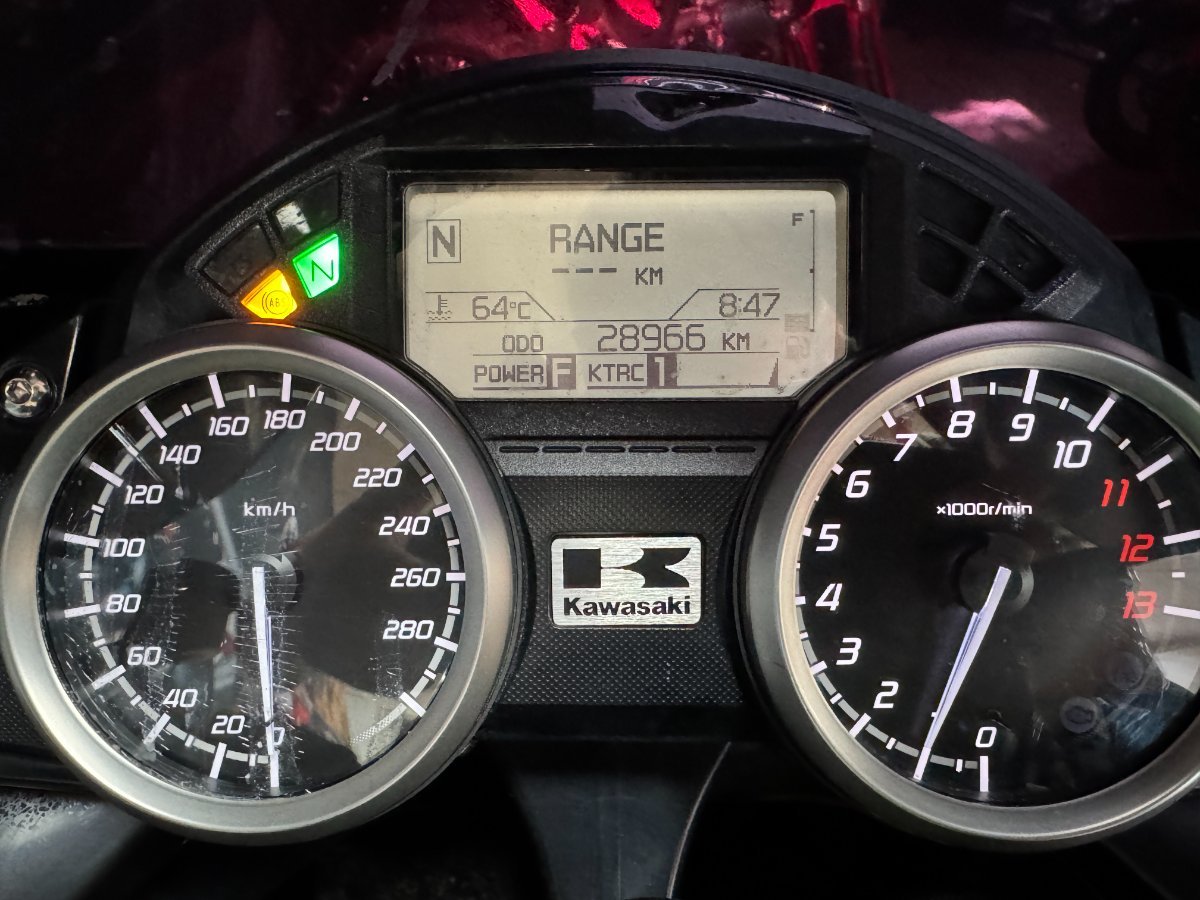 N
RANGE
F
--- KM
64°C
8:47
ODO 28966 KM
POWER F KTRC 1
N
ABS
160 180
140 200
120 220
km/h
100 240
80 260
60 280
40
20
0
Kawasaki
8 9
7 10
6 11
×1000r/min
5 12
4 13
3
2
0